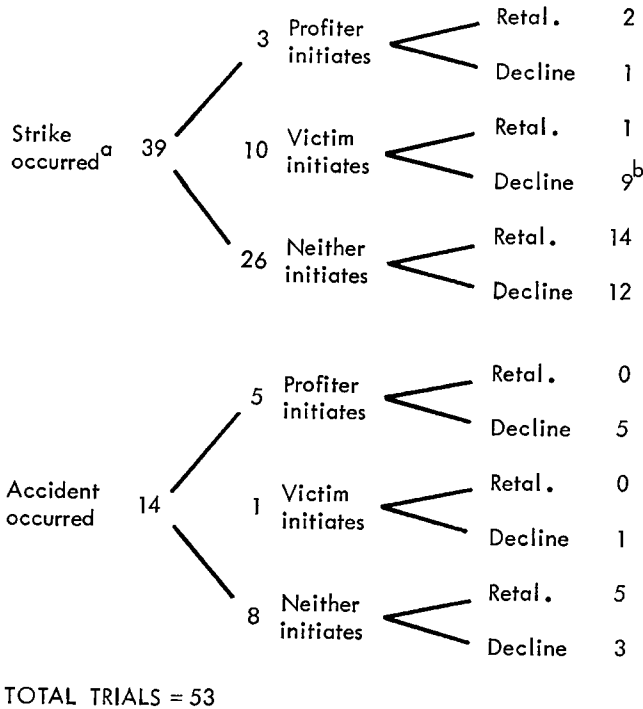 3 Profiter initiates
Retal. 2
Decline 1
Strike occurred^a 39
10 Victim initiates
Retal. 1
Decline 9^b
26 Neither initiates
Retal. 14
Decline 12
5 Profiter initiates
Retal. 0
Decline 5
Accident occurred 14
1 Victim initiates
Retal. 0
Decline 1
8 Neither initiates
Retal. 5
Decline 3
TOTAL TRIALS = 53